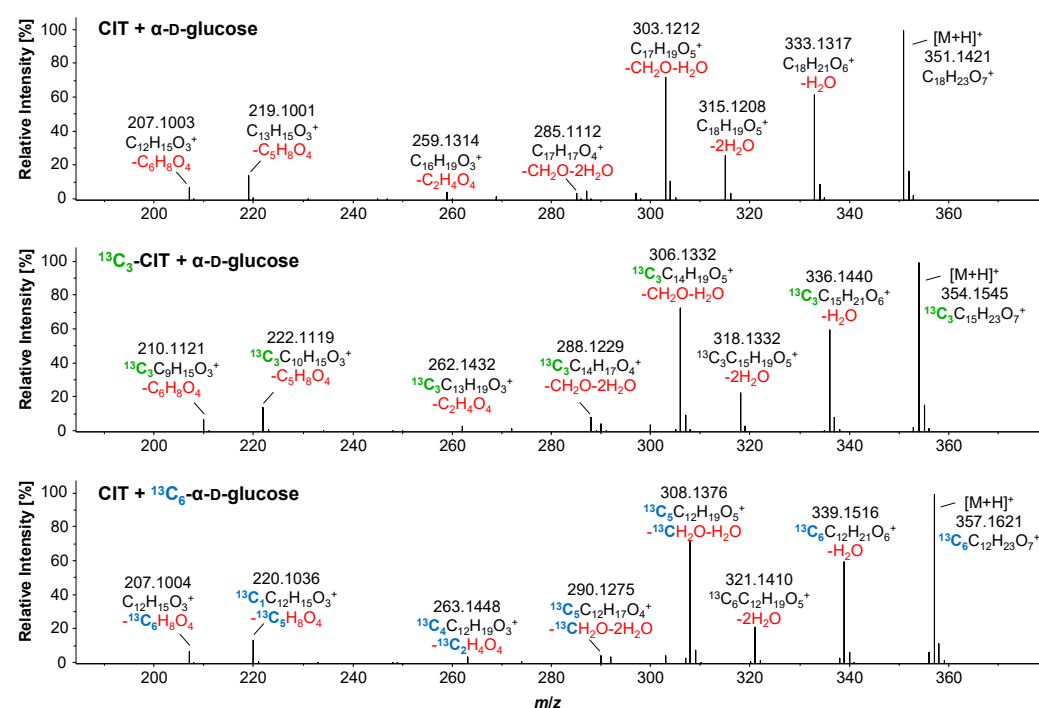 CIT + α-D-glucose
Relative Intensity [%]
100
80
60
40
20
0
207.1003
C₁₂H₁₅O₃⁺
-C₆H₈O₄
219.1001
C₁₃H₁₅O₃⁺
-C₅H₈O₄
259.1314
C₁₆H₁₉O₃⁺
-C₂H₄O₄
285.1112
C₁₇H₁₇O₄⁺
-CH₂O-2H₂O
303.1212
C₁₇H₁₉O₅⁺
-CH₂O-H₂O
315.1208
C₁₈H₁₉O₅⁺
-2H₂O
333.1317
C₁₈H₂₁O₆⁺
-H₂O
[M+H]⁺
351.1421
C₁₈H₂₃O₇⁺
200 220 240 260 280 300 320 340 360
¹³C₃-CIT + α-D-glucose
Relative Intensity [%]
100
80
60
40
20
0
210.1121
¹³C₃C₉H₁₅O₃⁺
-C₆H₈O₄
222.1119
¹³C₃C₁₀H₁₅O₃⁺
-C₅H₈O₄
262.1432
¹³C₃C₁₃H₁₉O₃⁺
-C₂H₄O₄
288.1229
¹³C₃C₁₄H₁₇O₄⁺
-CH₂O-2H₂O
306.1332
¹³C₃C₁₄H₁₉O₅⁺
-CH₂O-H₂O
318.1332
¹³C₃C₁₅H₁₉O₅⁺
-2H₂O
336.1440
¹³C₃C₁₅H₂₁O₆⁺
-H₂O
[M+H]⁺
354.1545
¹³C₃C₁₅H₂₃O₇⁺
200 220 240 260 280 300 320 340 360
CIT + ¹³C₆-α-D-glucose
Relative Intensity [%]
100
80
60
40
20
0
207.1004
C₁₂H₁₅O₃⁺
-¹³C₆H₈O₄
220.1036
¹³C₁C₁₂H₁₅O₃⁺
-¹³C₅H₈O₄
263.1448
¹³C₄C₁₂H₁₉O₃⁺
-¹³C₂H₄O₄
290.1275
¹³C₅C₁₂H₁₇O₄⁺
-¹³CH₂O-2H₂O
308.1376
¹³C₅C₁₂H₁₉O₅⁺
-¹³CH₂O-H₂O
321.1410
¹³C₆C₁₂H₁₉O₅⁺
-2H₂O
339.1516
¹³C₆C₁₂H₂₁O₆⁺
-H₂O
[M+H]⁺
357.1621
¹³C₆C₁₂H₂₃O₇⁺
200 220 240 260 280 300 320 340 360
m/z